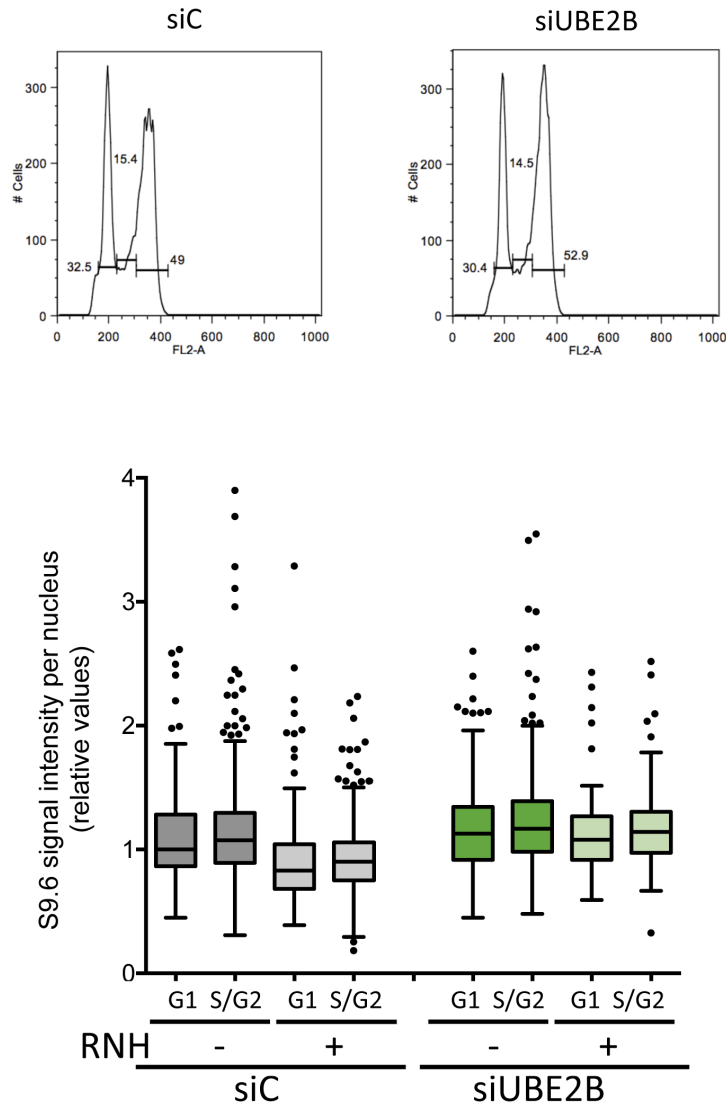 siC
siUBE2B
300
200
100
0
# Cells
32.5
15.4
49
0 200 400 600 800 1000
FL2-A
300
200
100
0
# Cells
30.4
14.5
52.9
0 200 400 600 800 1000
FL2-A
S9.6 signal intensity per nucleus
(relative values)
4
3
2
1
0
G1 S/G2 G1 S/G2 G1 S/G2 G1 S/G2
RNH - + - +
siC siUBE2B